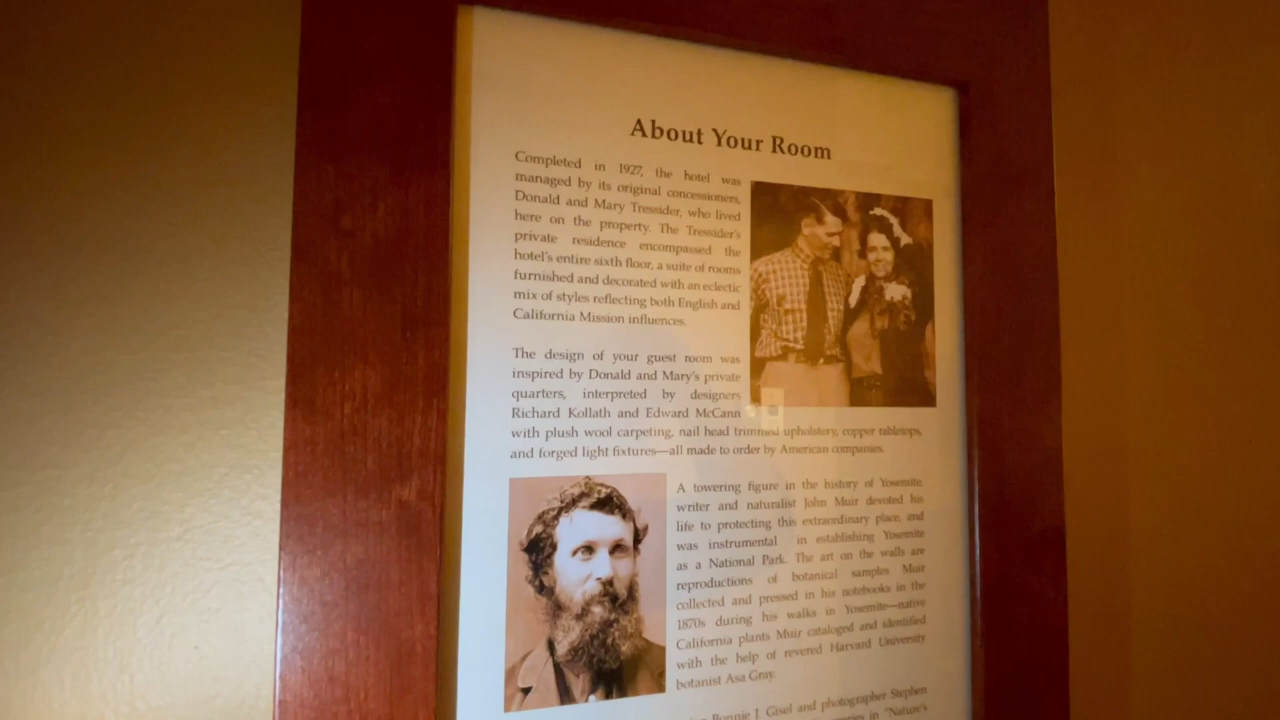 About Your Room
Completed in 1927, the hotel was
managed by its original concessioners,
Donald and Mary Tressider, who lived
here on the property. The Tressider's
private residence encompassed the
hotel's entire sixth floor, a suite of rooms
furnished and decorated with an eclectic
mix of styles reflecting both English and
California Mission influences.
The design of your guest room was
inspired by Donald and Mary's private
quarters, interpreted by designers
Richard Kollath and Edward McCann
with plush wool carpeting, nail head trimmed upholstery, copper tabletops,
and forged light fixtures—all made to order by American companies.
A towering figure in the history of Yosemite,
writer and naturalist John Muir devoted his
life to protecting this extraordinary place, and
was instrumental in establishing Yosemite
as a National Park. The art on the walls are
reproductions of botanical samples Muir
collected and pressed in his notebooks in the
1870s during his walks in Yosemite—native
California plants Muir cataloged and identified
with the help of revered Harvard University
botanist Asa Gray.
Bonnie J. Gisel and photographer Stephen
in "Nature's